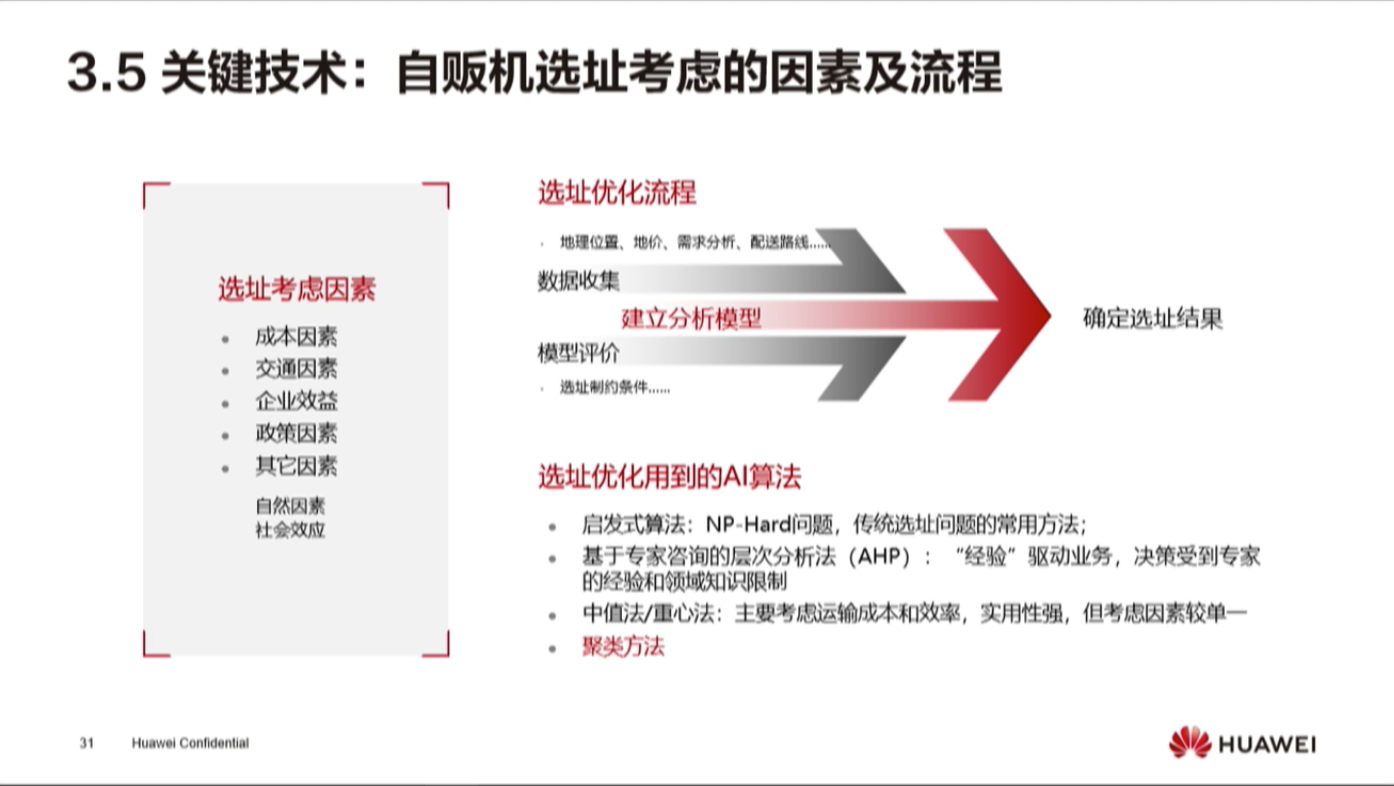 3.5 关键技术：自贩机选址考虑的因素及流程
选址考虑因素
• 成本因素
• 交通因素
• 企业效益
• 政策因素
• 其它因素
自然因素
社会效应
选址优化流程
· 地理位置、地价、需求分析、配送路线......
数据收集
建立分析模型
模型评价
· 选址制约条件......
确定选址结果
选址优化用到的AI算法
• 启发式算法：NP-Hard问题，传统选址问题的常用方法；
• 基于专家咨询的层次分析法（AHP）：“经验”驱动业务，决策受到专家
的经验和领域知识限制
• 中值法/重心法：主要考虑运输成本和效率，实用性强，但考虑因素较单一
• 聚类方法
31 Huawei Confidential
HUAWEI